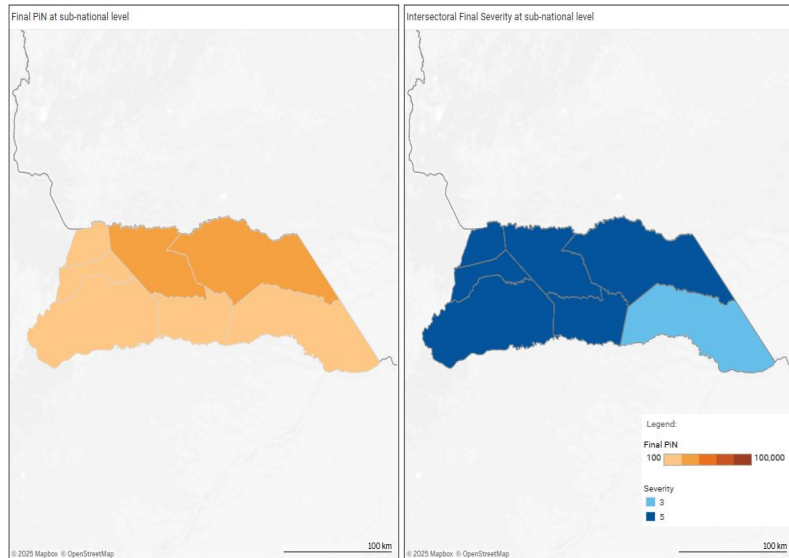 Final PiN at sub-national level
Intersectoral Final Severity at sub-national level
Legend:
Final PiN
100 100,000
Severity
3
5
© 2025 Mapbox © OpenStreetMap
100 km
© 2025 Mapbox © OpenStreetMap
100 km